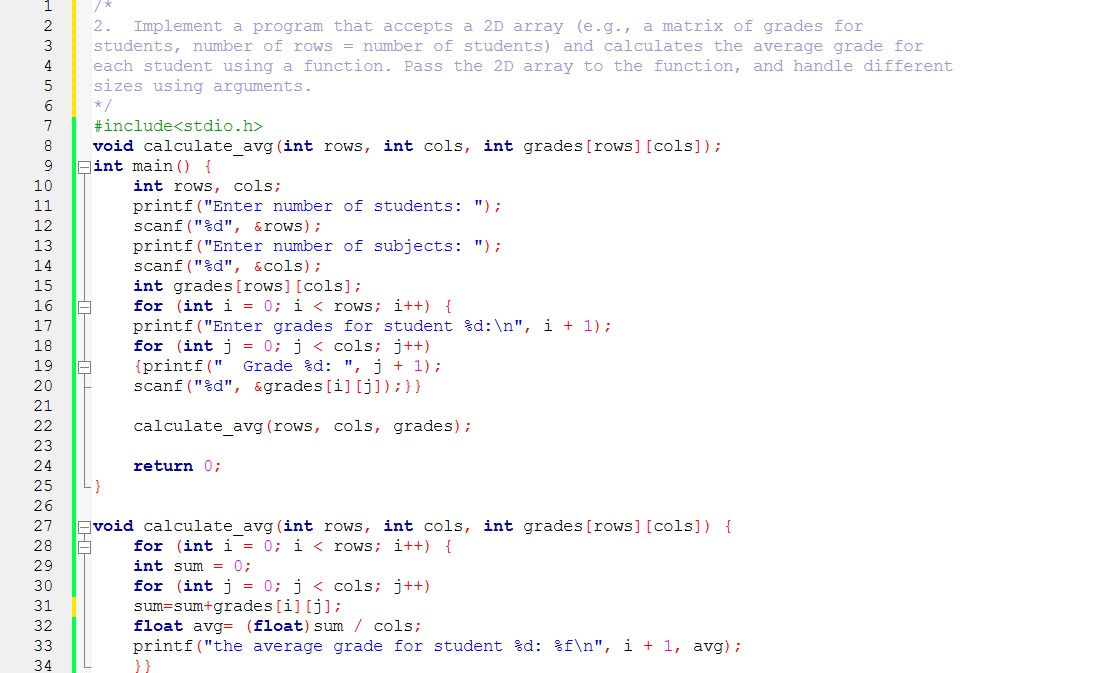 1 /*
2 2.  Implement a program that accepts a 2D array (e.g., a matrix of grades for
3 students, number of rows = number of students) and calculates the average grade for
4 each student using a function. Pass the 2D array to the function, and handle different
5 sizes using arguments.
6 */
7 #include<stdio.h>
8 void calculate_avg(int rows, int cols, int grades[rows][cols]);
9 int main() {
10     int rows, cols;
11     printf("Enter number of students: ");
12     scanf("%d", &rows);
13     printf("Enter number of subjects: ");
14     scanf("%d", &cols);
15     int grades[rows][cols];
16     for (int i = 0; i < rows; i++) {
17     printf("Enter grades for student %d:\n", i + 1);
18     for (int j = 0; j < cols; j++)
19     {printf("  Grade %d: ", j + 1);
20     scanf("%d", &grades[i][j]);}}
21
22     calculate_avg(rows, cols, grades);
23
24     return 0;
25 }
26
27 void calculate_avg(int rows, int cols, int grades[rows][cols]) {
28     for (int i = 0; i < rows; i++) {
29     int sum = 0;
30     for (int j = 0; j < cols; j++)
31     sum=sum+grades[i][j];
32     float avg= (float)sum / cols;
33     printf("the average grade for student %d: %f\n", i + 1, avg);
34     }}